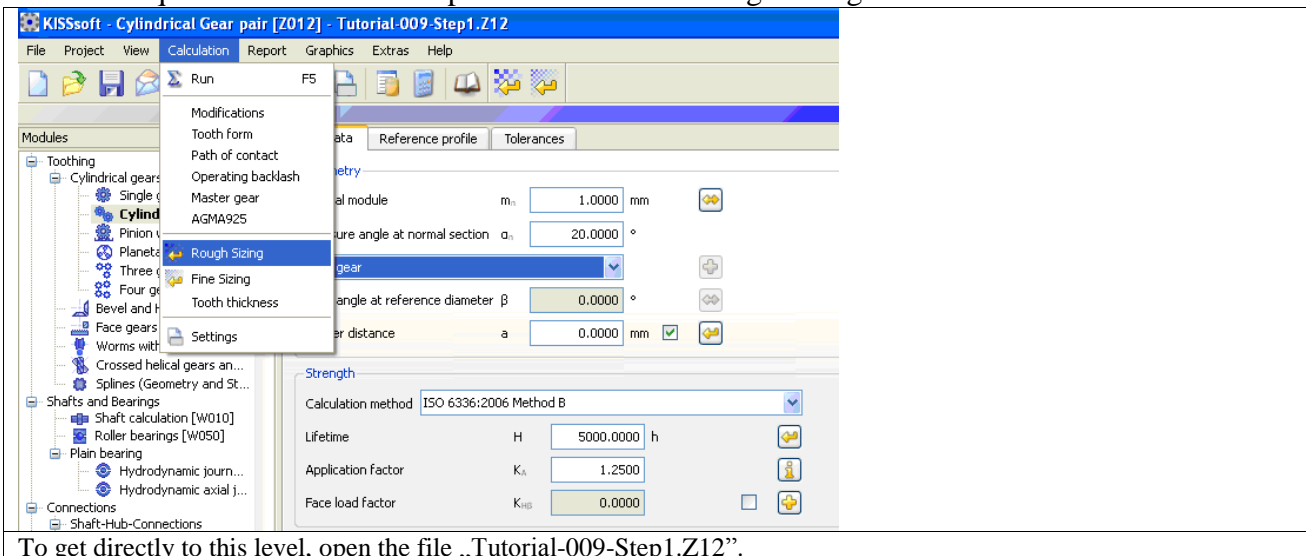 KISSsoft - Cylindrical Gear pair [Z012] - Tutorial-009-Step1.Z12
File Project View Calculation Report Graphics Extras Help
Run F5
Modifications
Tooth form
Path of contact
Operating backlash
Master gear
AGMA925
Rough Sizing
Fine Sizing
Tooth thickness
Settings
Modules
Toothing
Cylindrical gears
Single
Cylind
Pinion
Planeta
Three
Four ge
Bevel and
Face gears
Worms with
Crossed helical gears an...
Splines (Geometry and St...
Shafts and Bearings
Shaft calculation [W010]
Roller bearings [W050]
Plain bearing
Hydrodynamic journ...
Hydrodynamic axial j...
Connections
Shaft-Hub-Connections
ata Reference profile Tolerances
etry
al module mn 1.0000 mm
ure angle at normal section αn 20.0000 °
gear
angle at reference diameter β 0.0000 °
er distance a 0.0000 mm
Strength
Calculation method ISO 6336:2006 Method B
Lifetime H 5000.0000 h
Application factor KA 1.2500
Face load factor KHβ 0.0000
To get directly to this level, open the file „Tutorial-009-Step1.Z12”.